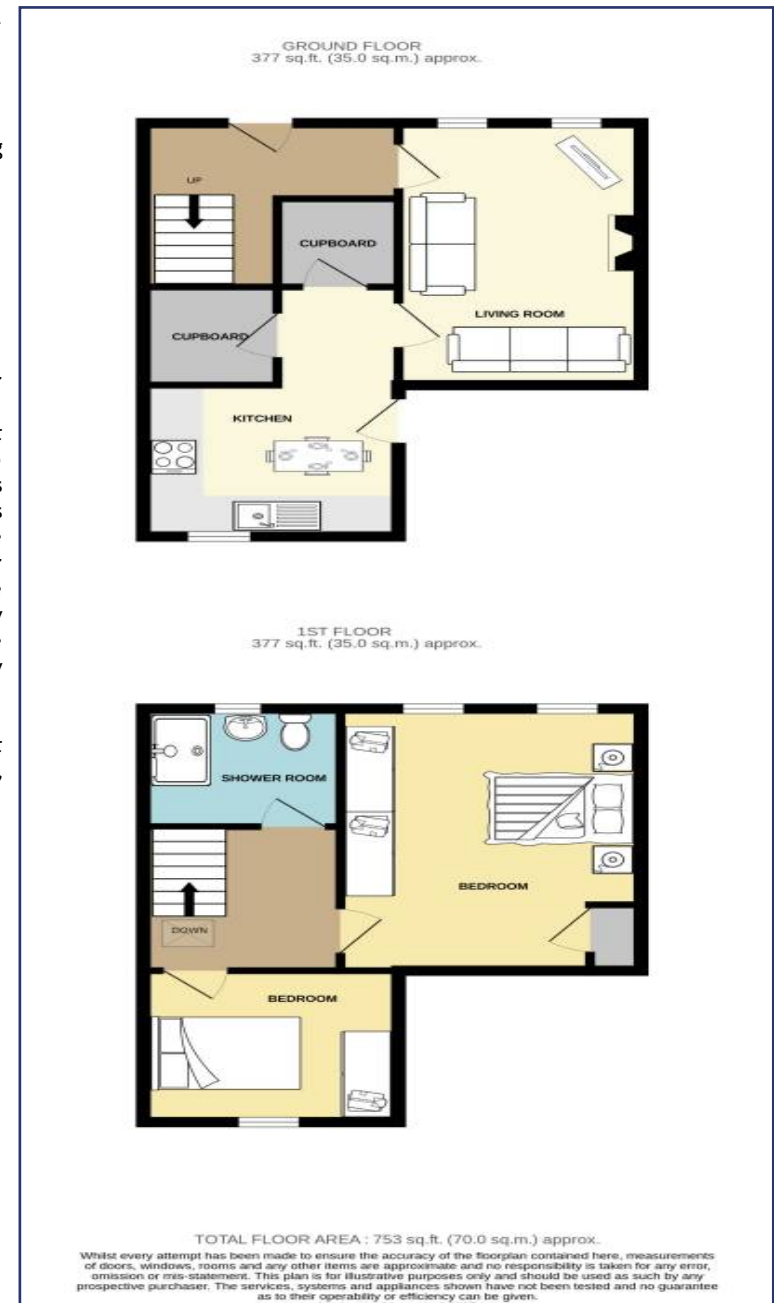 GROUND FLOOR
377 sq.ft. (35.0 sq.m.) approx.
UP
CUPBOARD
LIVING ROOM
CUPBOARD
KITCHEN
1ST FLOOR
377 sq.ft. (35.0 sq.m.) approx.
SHOWER ROOM
BEDROOM
DOWN
BEDROOM
TOTAL FLOOR AREA : 753 sq.ft. (70.0 sq.m.) approx.
Whilst every attempt has been made to ensure the accuracy of the floorplan contained here, measurements
of doors, windows, rooms and any other items are approximate and no responsibility is taken for any error,
omission or mis-statement. This plan is for illustrative purposes only and should be used as such by any
prospective purchaser. The services, systems and appliances shown have not been tested and no guarantee
as to their operability or efficiency can be given.